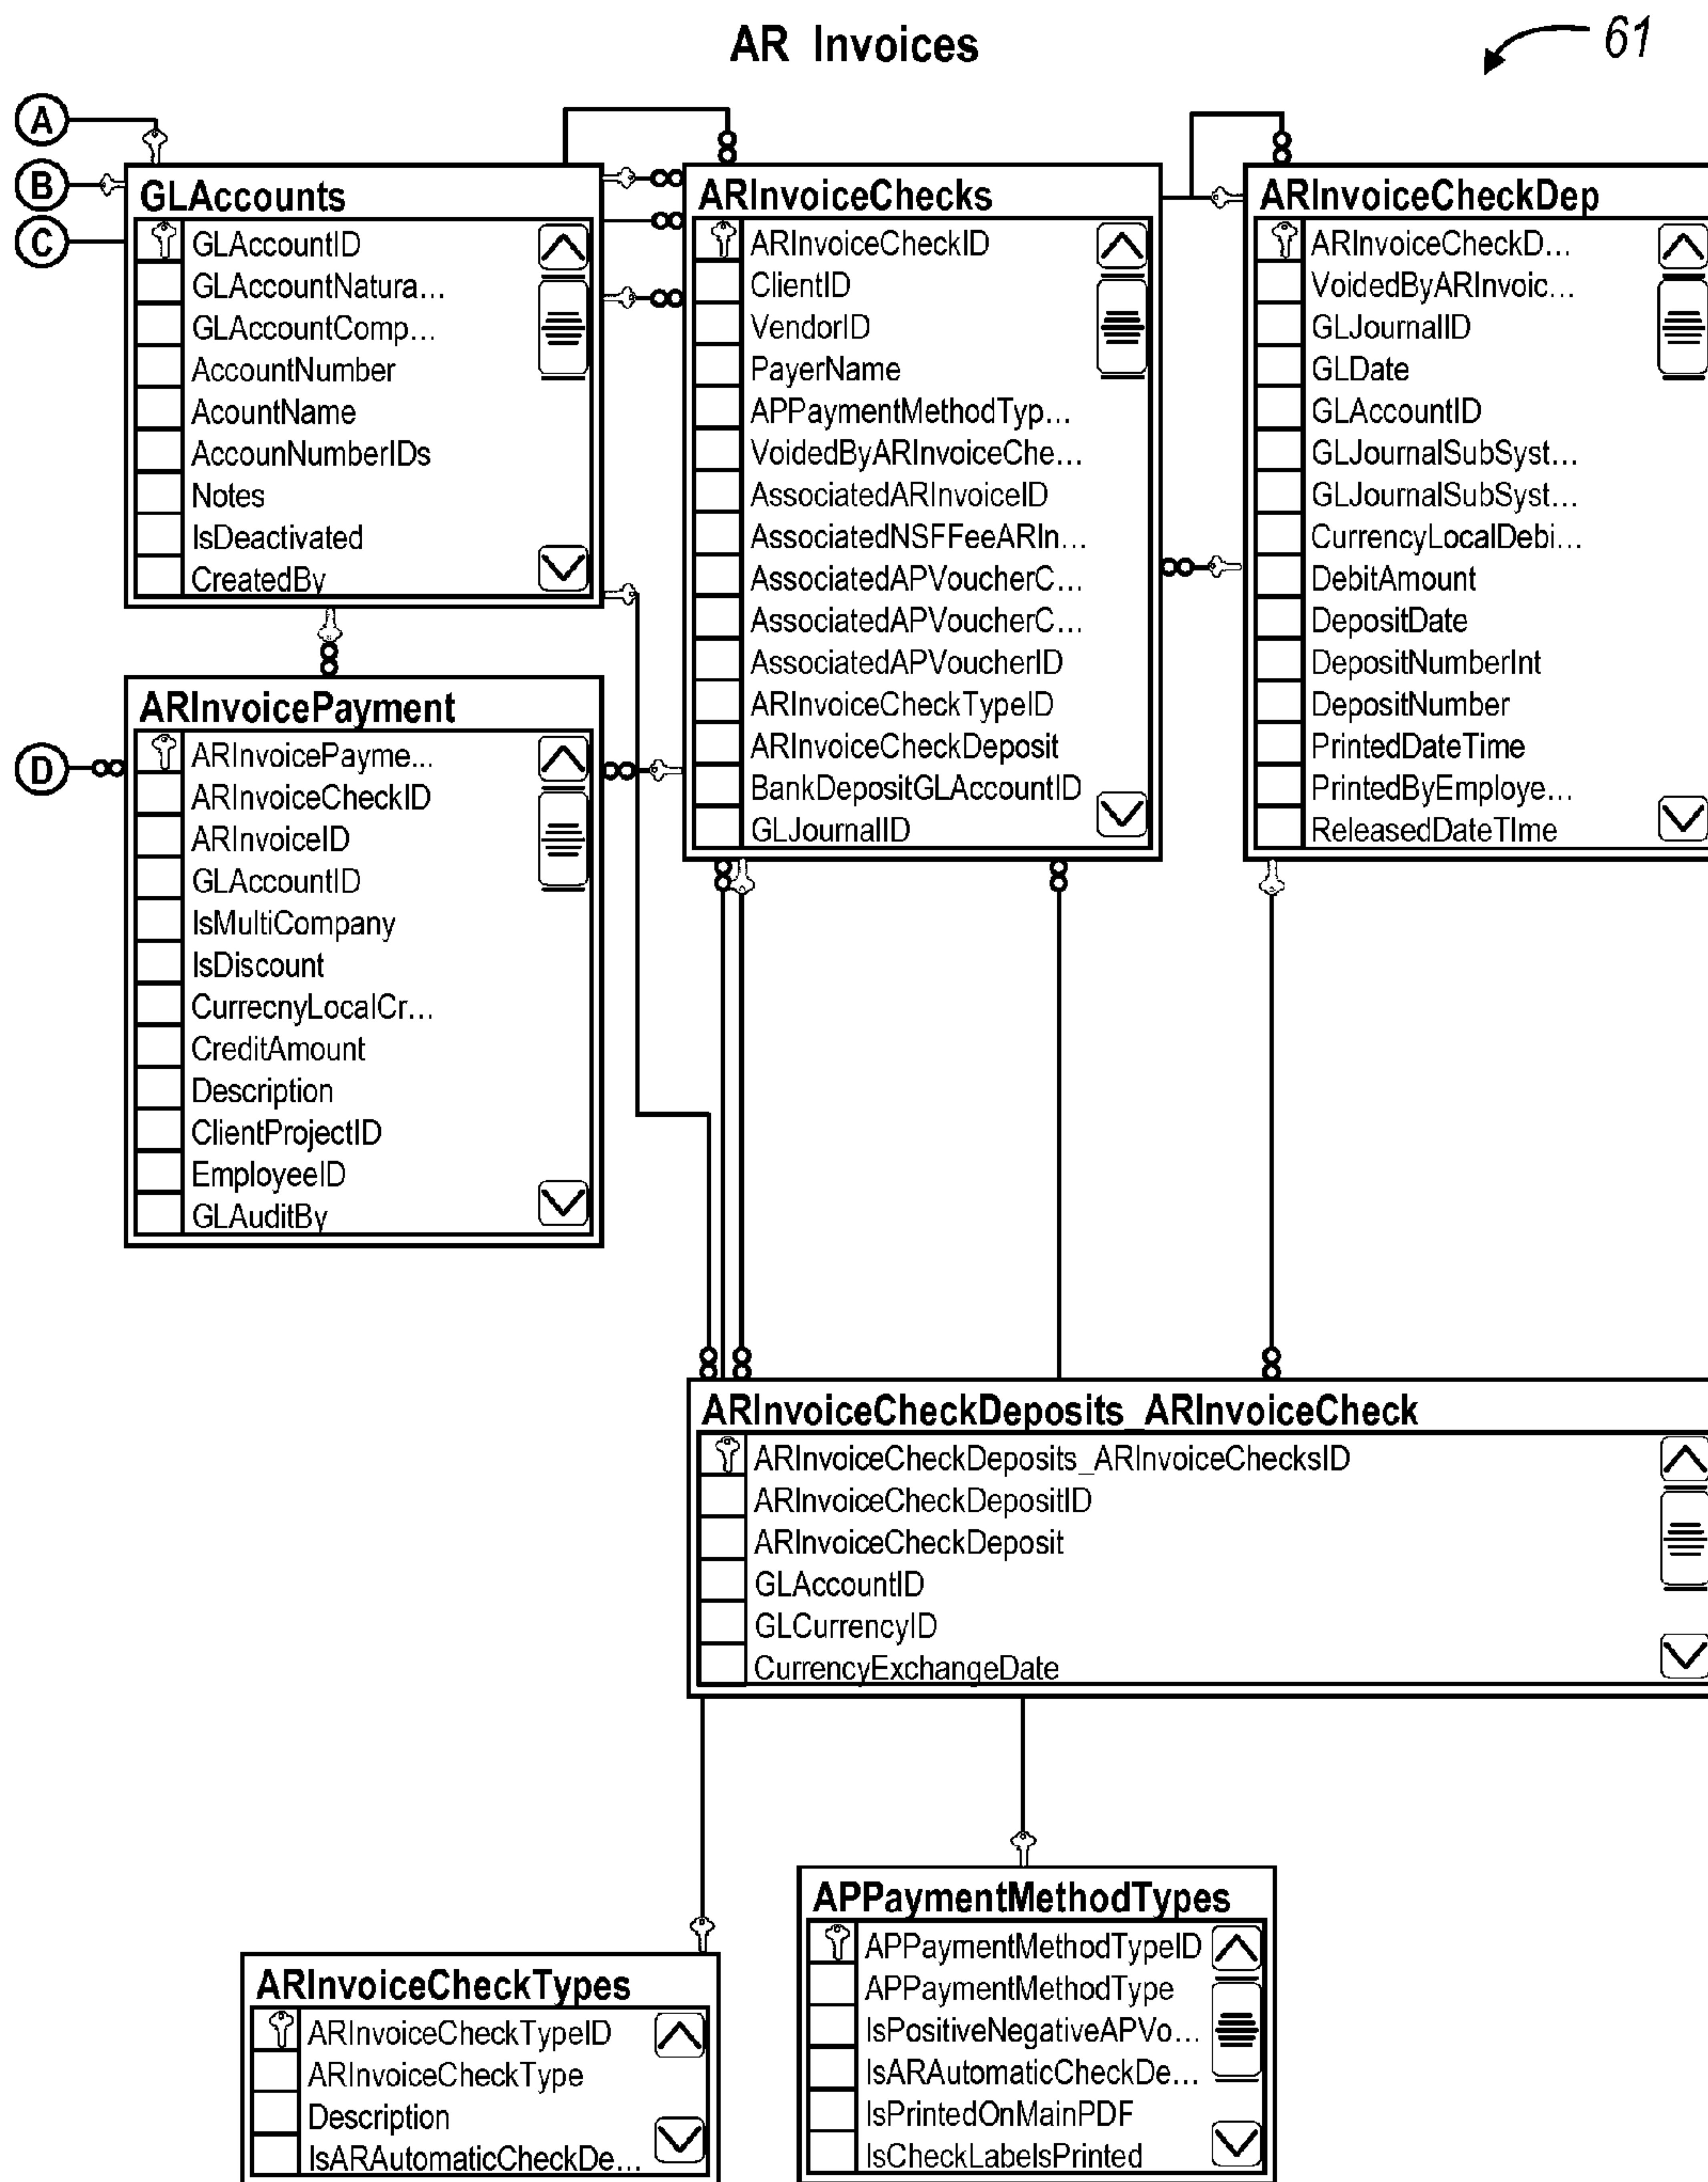 AR Invoices
61
A
B
C
GLAccounts
GLAccountID
GLAccountNatura...
GLAccountComp...
AccountNumber
AcountName
AccounNumberIDs
Notes
IsDeactivated
CreatedBy
ARInvoiceChecks
ARInvoiceCheckID
ClientID
VendorID
PayerName
APPaymentMethodTyp...
VoidedByARInvoiceChe...
AssociatedARInvoiceID
AssociatedNSFFeeARIn...
AssociatedAPVoucherC...
AssociatedAPVoucherC...
AssociatedAPVoucherID
ARInvoiceCheckTypeID
ARInvoiceCheckDeposit
BankDepositGLAccountID
GLJournalID
ARInvoiceCheckDep
ARInvoiceCheckD...
VoidedByARInvoic...
GLJournalID
GLDate
GLAccountID
GLJournalSubSyst...
GLJournalSubSyst...
CurrencyLocalDebi...
DebitAmount
DepositDate
DepositNumberInt
DepositNumber
PrintedDateTime
PrintedByEmploye...
ReleasedDateTIme
D
ARInvoicePayment
ARInvoicePayme...
ARInvoiceCheckID
ARInvoiceID
GLAccountID
IsMultiCompany
IsDiscount
CurrecnyLocalCr...
CreditAmount
Description
ClientProjectID
EmployeeID
GLAuditBy
ARInvoiceCheckDeposits_ARInvoiceCheck
ARInvoiceCheckDeposits_ARInvoiceChecksID
ARInvoiceCheckDepositID
ARInvoiceCheckDeposit
GLAccountID
GLCurrencyID
CurrencyExchangeDate
ARInvoiceCheckTypes
ARInvoiceCheckTypeID
ARInvoiceCheckType
Description
IsARAutomaticCheckDe...
APPaymentMethodTypes
APPaymentMethodTypeID
APPaymentMethodType
IsPositiveNegativeAPVo...
IsARAutomaticCheckDe...
IsPrintedOnMainPDF
IsCheckLabelsPrinted